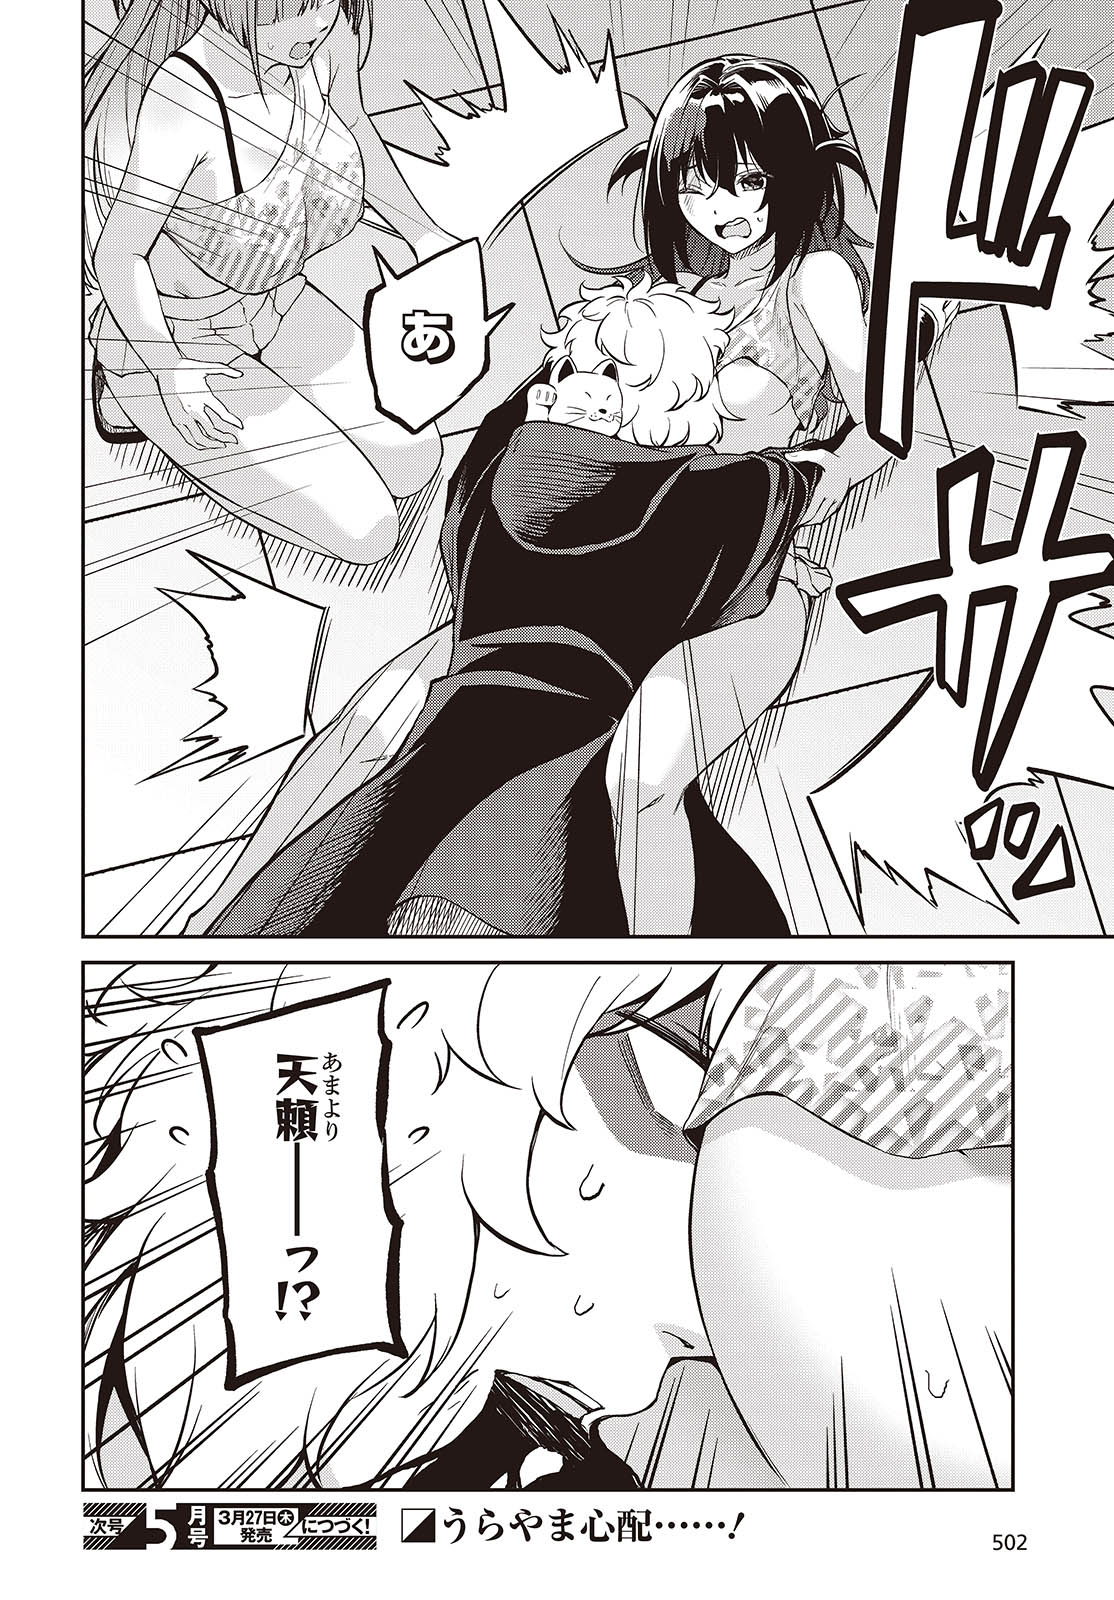 ドサッ
あ
天頼――っ!?
あまより
うらやま心配……！
次号5月号 3月27日(木)発売 につづく!
502